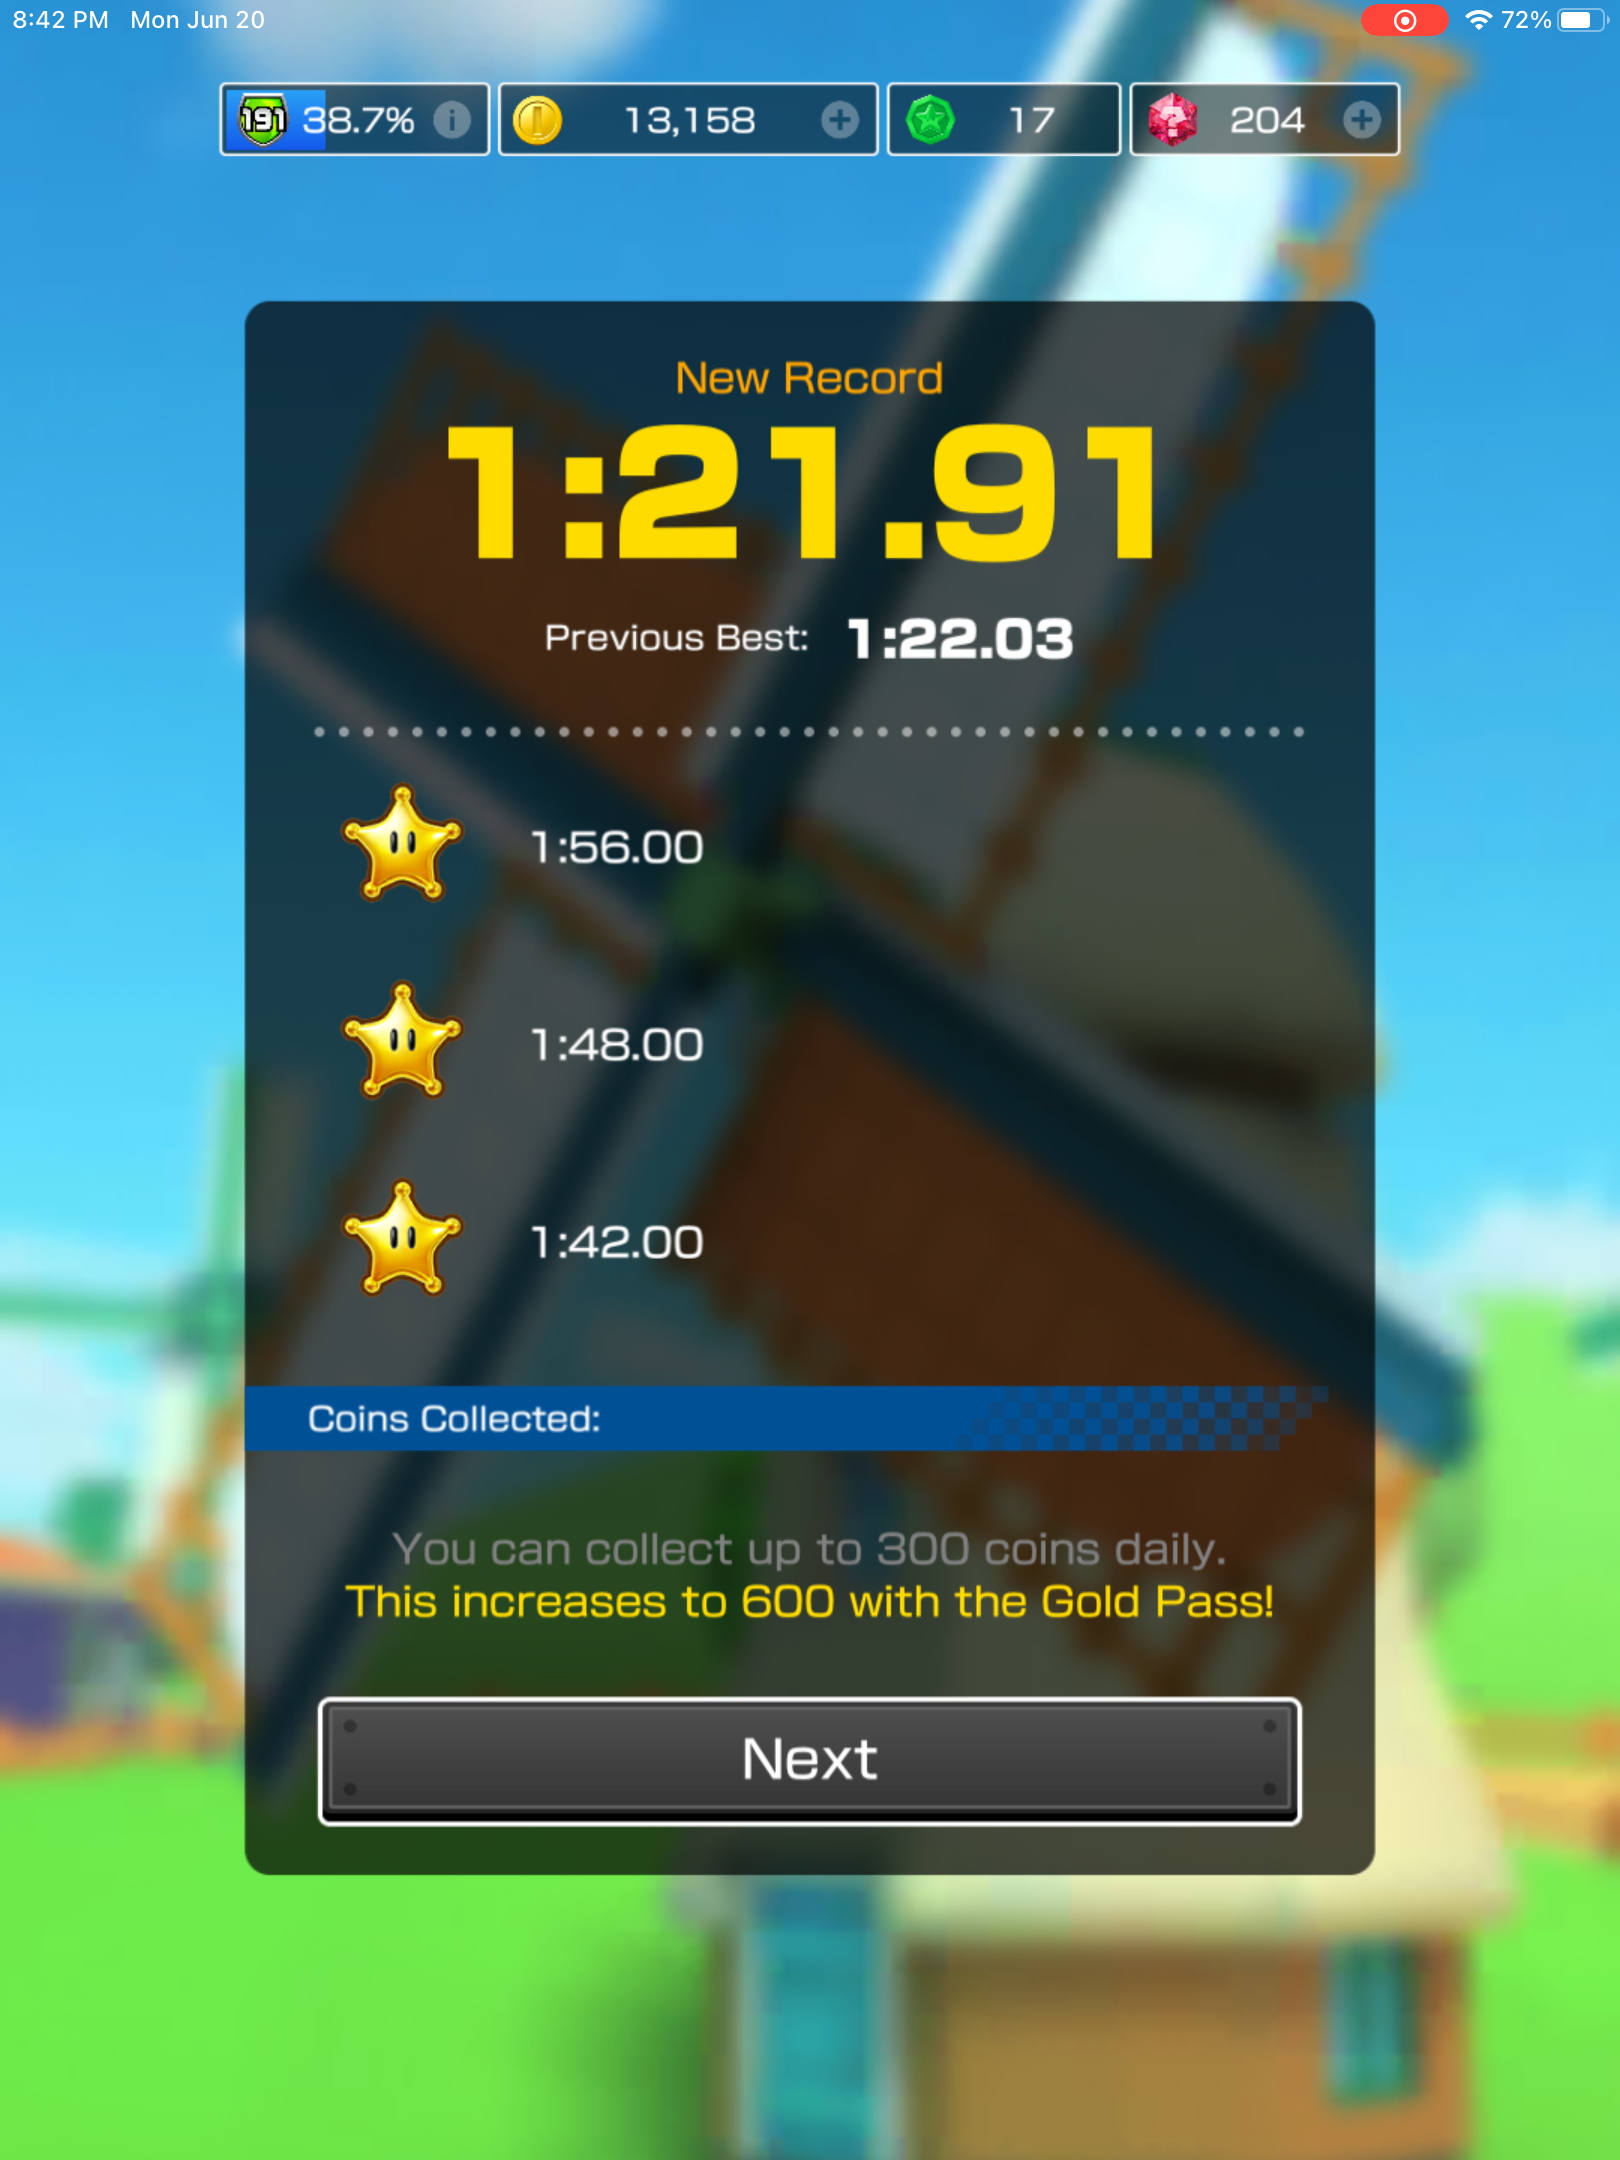 8:42 PM Mon Jun 20 72%
191 38.7% i 13,158 + 17 ? 204 +
New Record
1:21.91
Previous Best: 1:22.03
1:56.00
1:48.00
1:42.00
Coins Collected:
You can collect up to 300 coins daily.
This increases to 600 with the Gold Pass!
Next